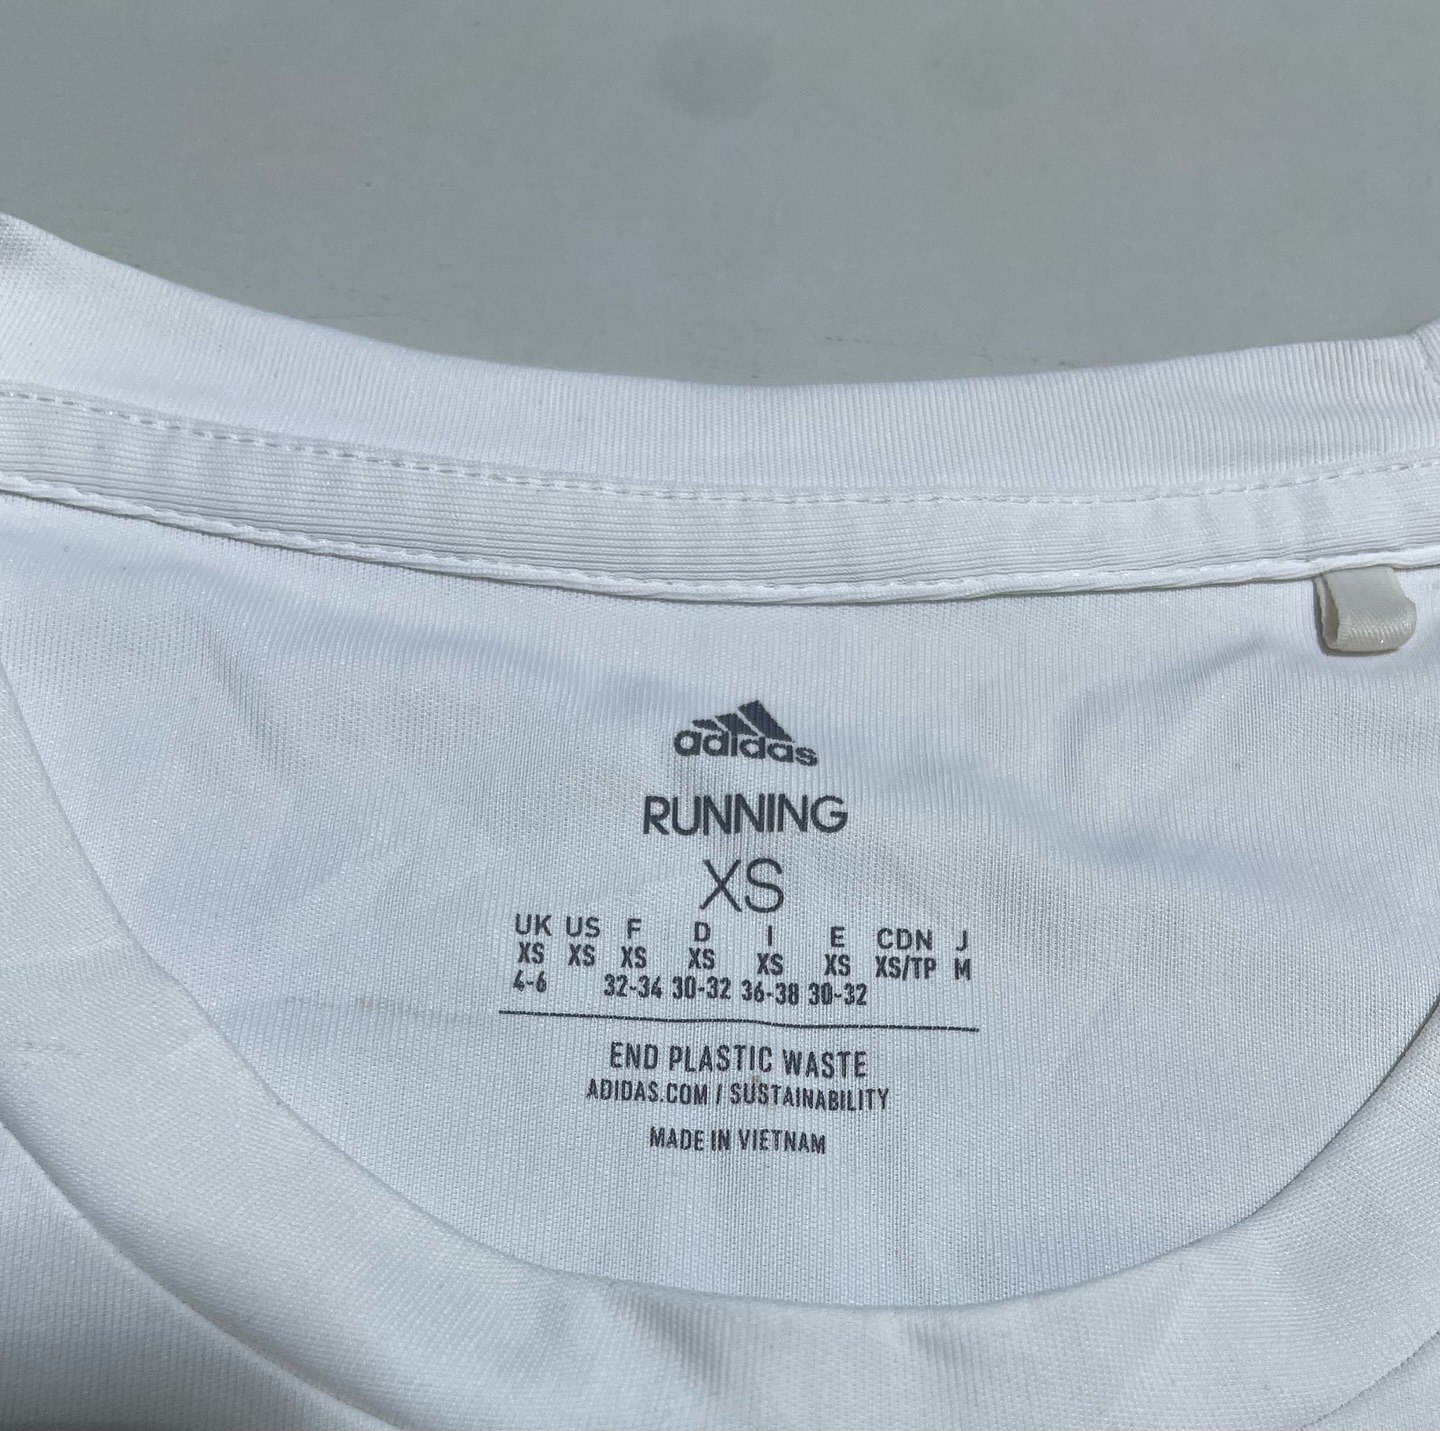 adidas
RUNNING
XS
UK US F D I E CDN J
XS XS XS XS XS XS XS/TP M
4-6 32-34 30-32 36-38 30-32
END PLASTIC WASTE
ADIDAS.COM / SUSTAINABILITY
MADE IN VIETNAM